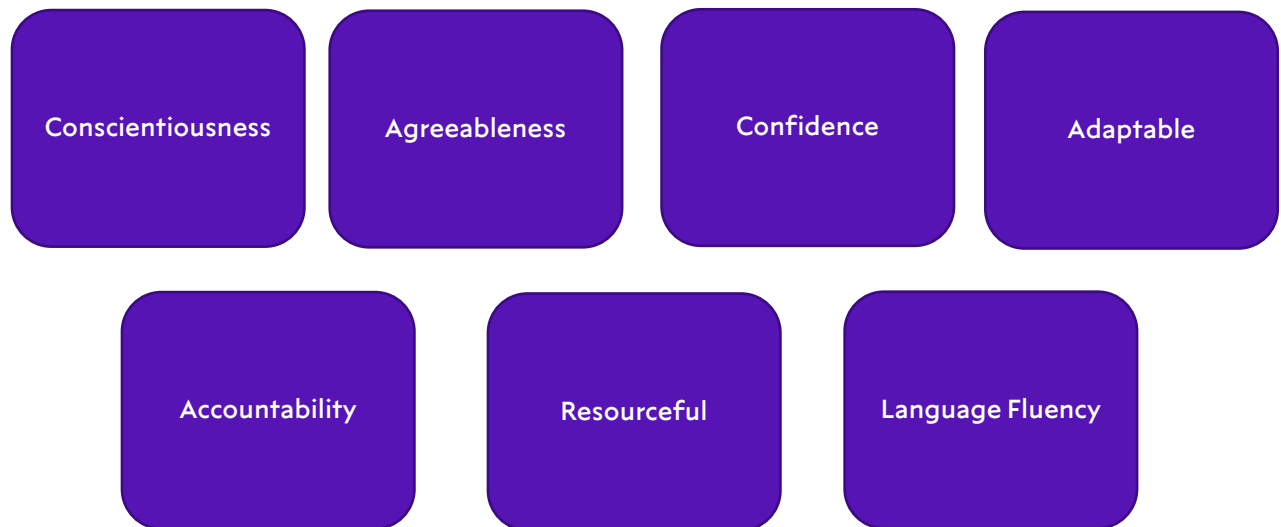 Conscientiousness
Agreeableness
Confidence
Adaptable
Accountability
Resourceful
Language Fluency